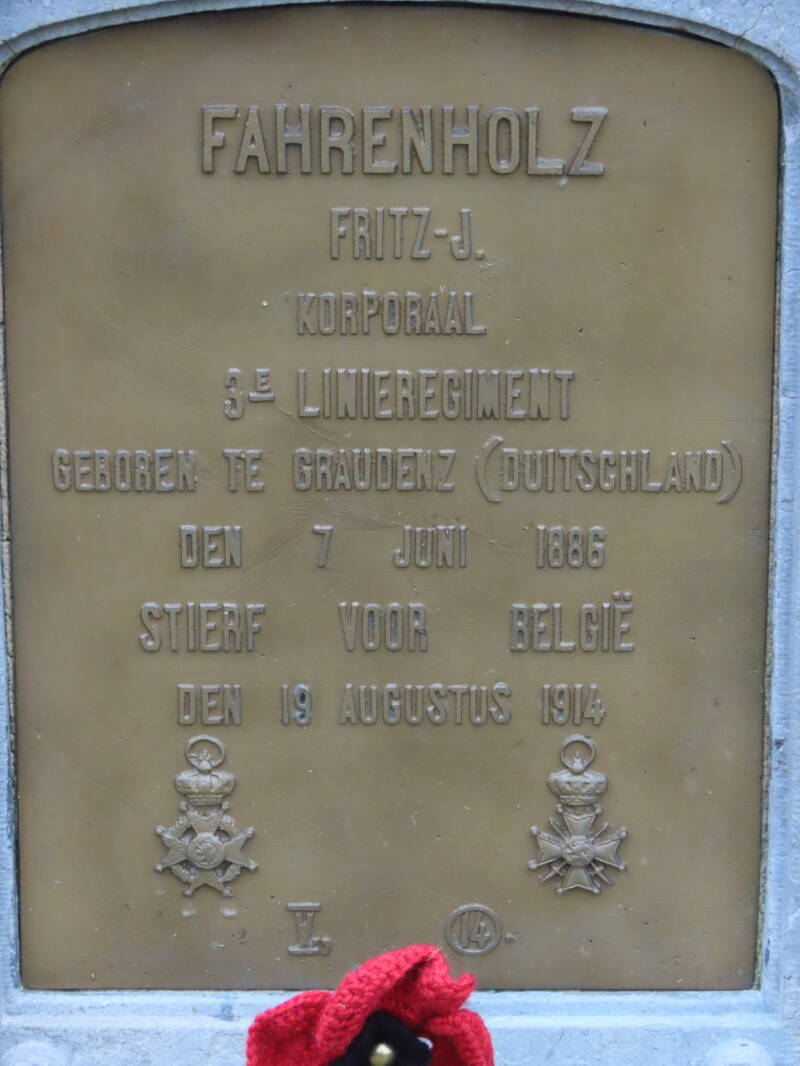 FAHRENHOLZ
FRITZ-J.
KORPORAAL
3E LINIEREGIMENT
GEBOREN TE GRAUDENZ (DUITSCHLAND)
DEN 7 JUNI 1886
STIERF VOOR BELGIË
DEN 19 AUGUSTUS 1914
V. 14.